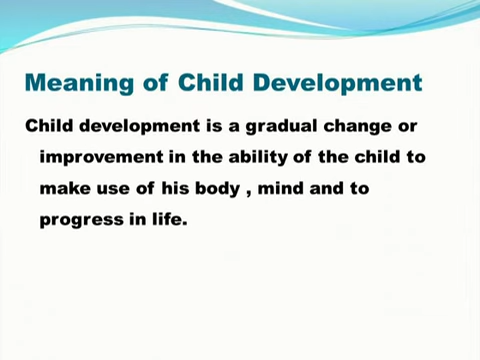 Meaning of Child Development
Child development is a gradual change or
improvement in the ability of the child to
make use of his body , mind and to
progress in life.